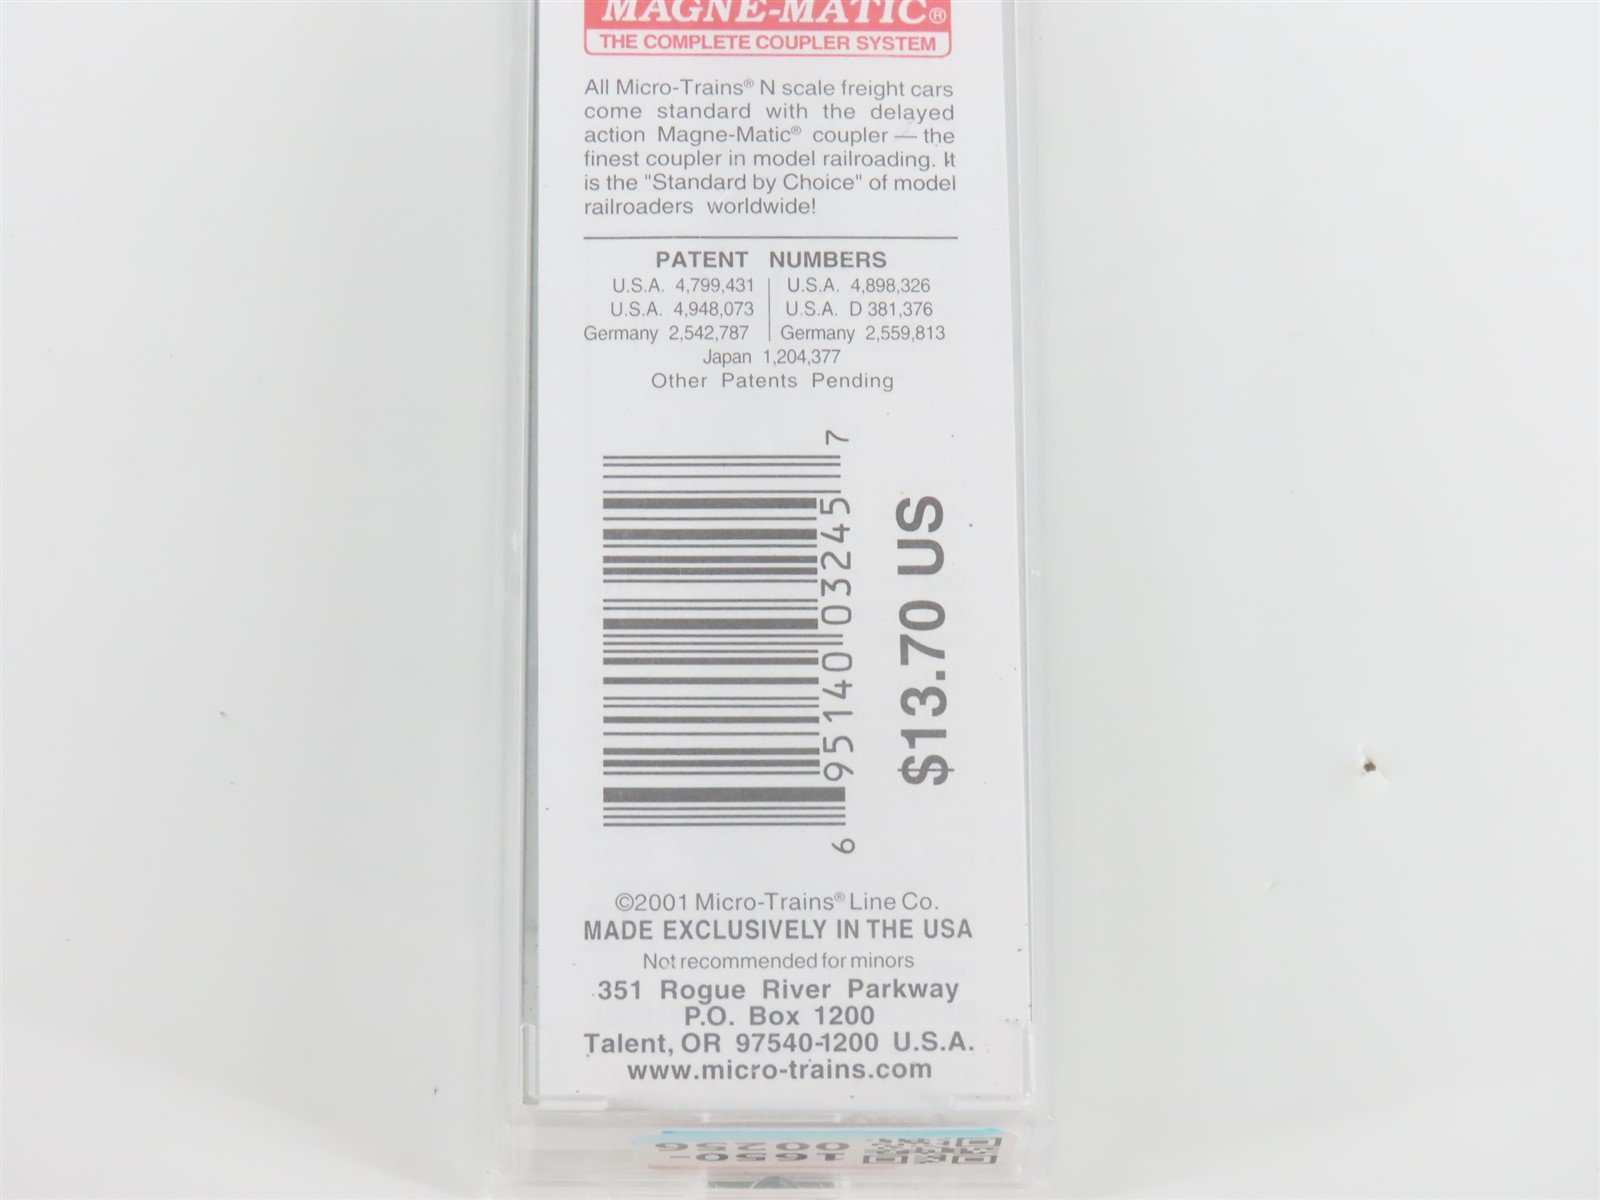 MAGNE-MATIC®
THE COMPLETE COUPLER SYSTEM
All Micro-Trains® N scale freight cars
come standard with the delayed
action Magne-Matic® coupler — the
finest coupler in model railroading. It
is the "Standard by Choice" of model
railroaders worldwide!
PATENT NUMBERS
U.S.A. 4,799,431 | U.S.A. 4,898,326
U.S.A. 4,948,073 | U.S.A. D 381,376
Germany 2,542,787 | Germany 2,559,813
Japan 1,204,377
Other Patents Pending
6 95140 03245 7
$13.70 US
©2001 Micro-Trains® Line Co.
MADE EXCLUSIVELY IN THE USA
Not recommended for minors
351 Rogue River Parkway
P.O. Box 1200
Talent, OR 97540-1200 U.S.A.
www.micro-trains.com
1650-
00256